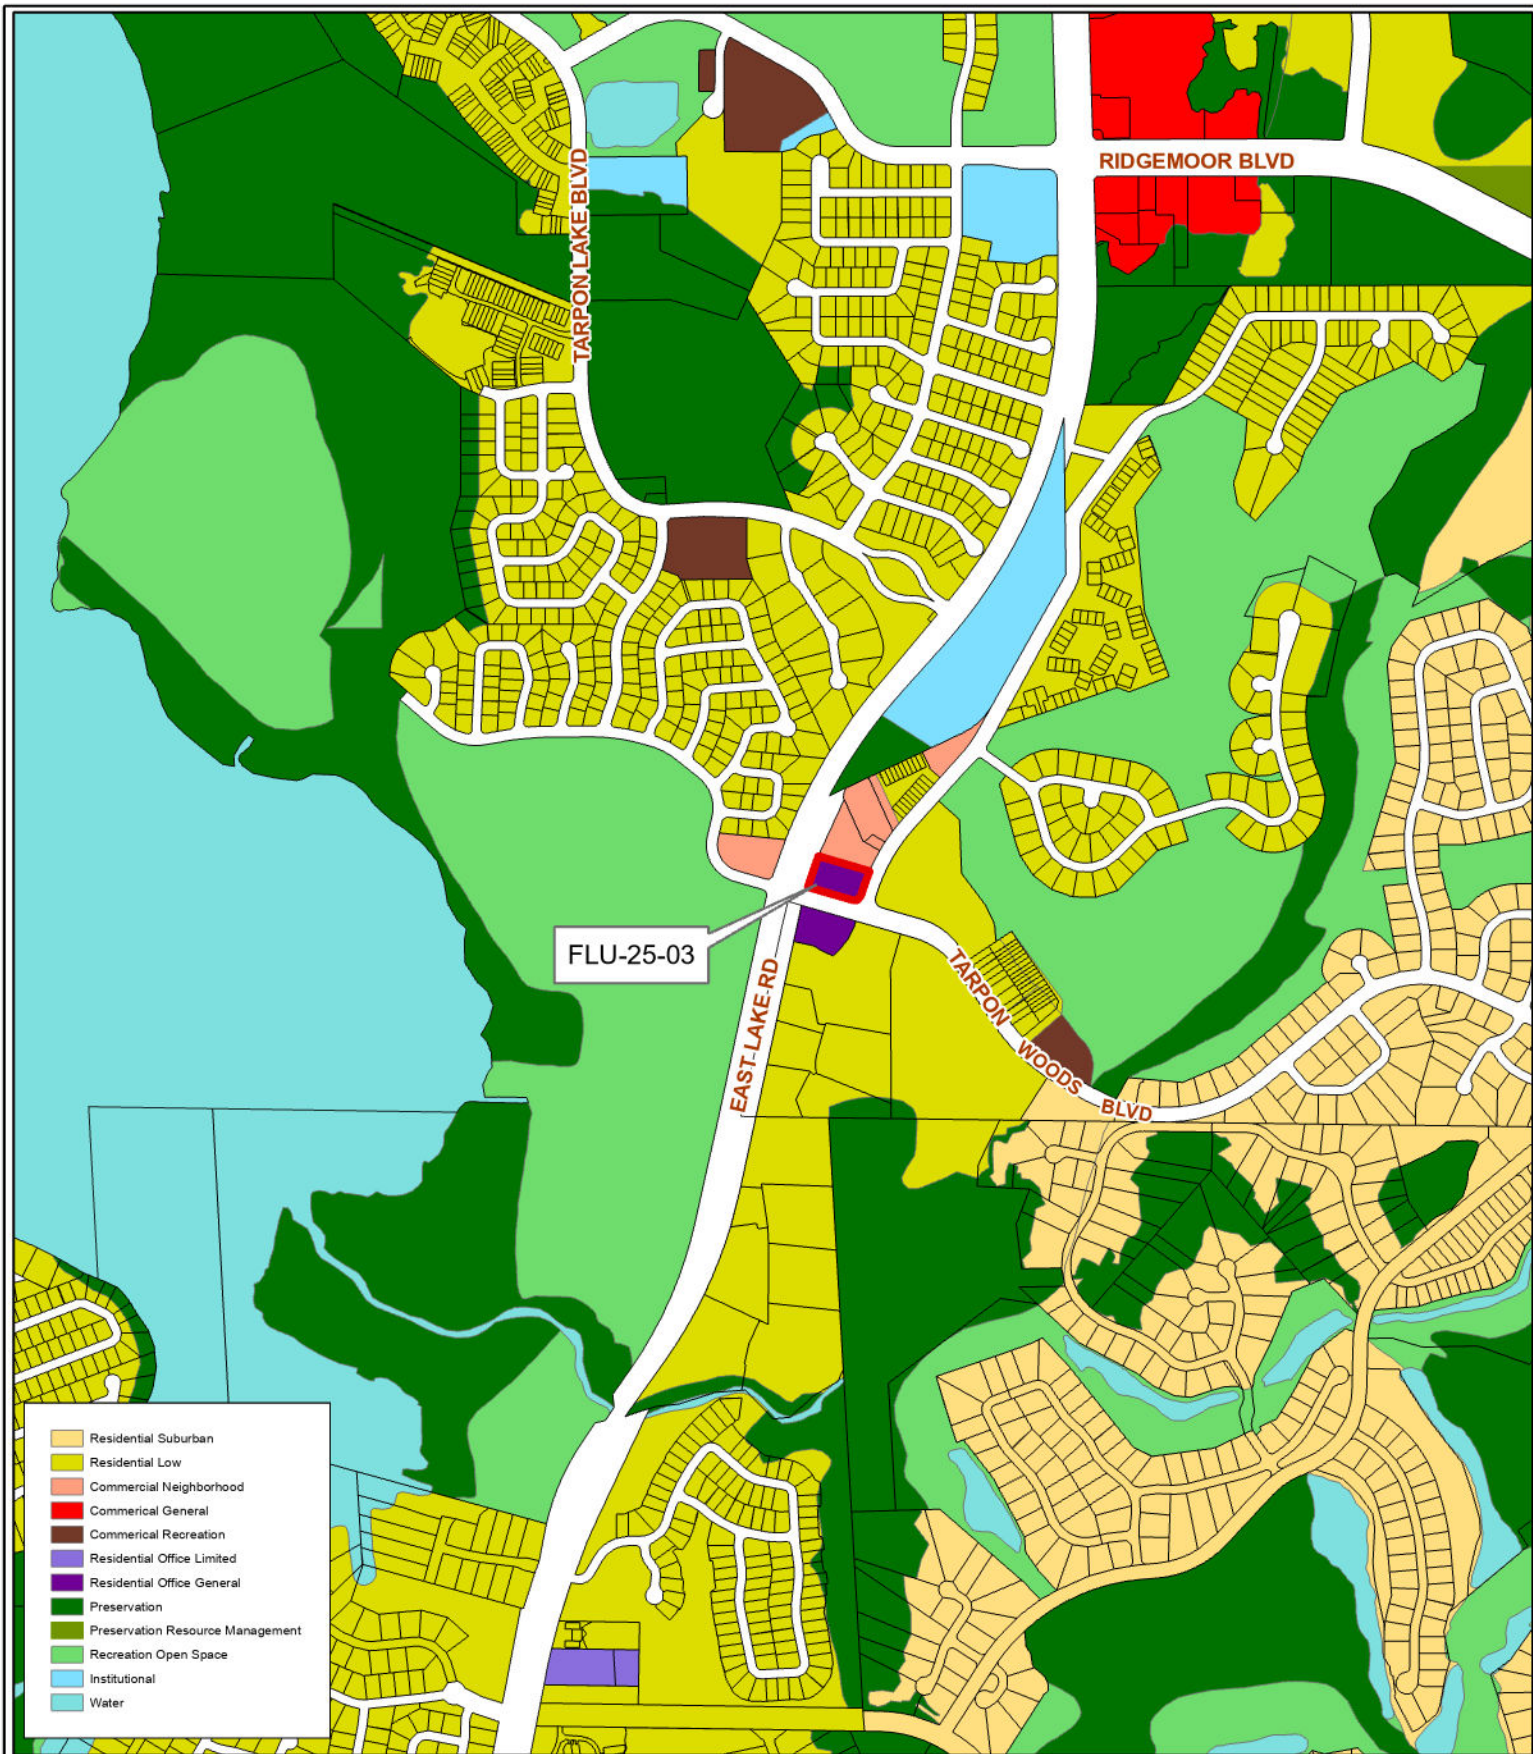 RIDGEMOOR BLVD
TARPON LAKE BLVD
FLU-25-03
EAST LAKE RD
TARPON WOODS BLVD
Residential Suburban
Residential Low
Commercial Neighborhood
Commerical General
Commerical Recreation
Residential Office Limited
Residential Office General
Preservation
Preservation Resource Management
Recreation Open Space
Institutional
Water